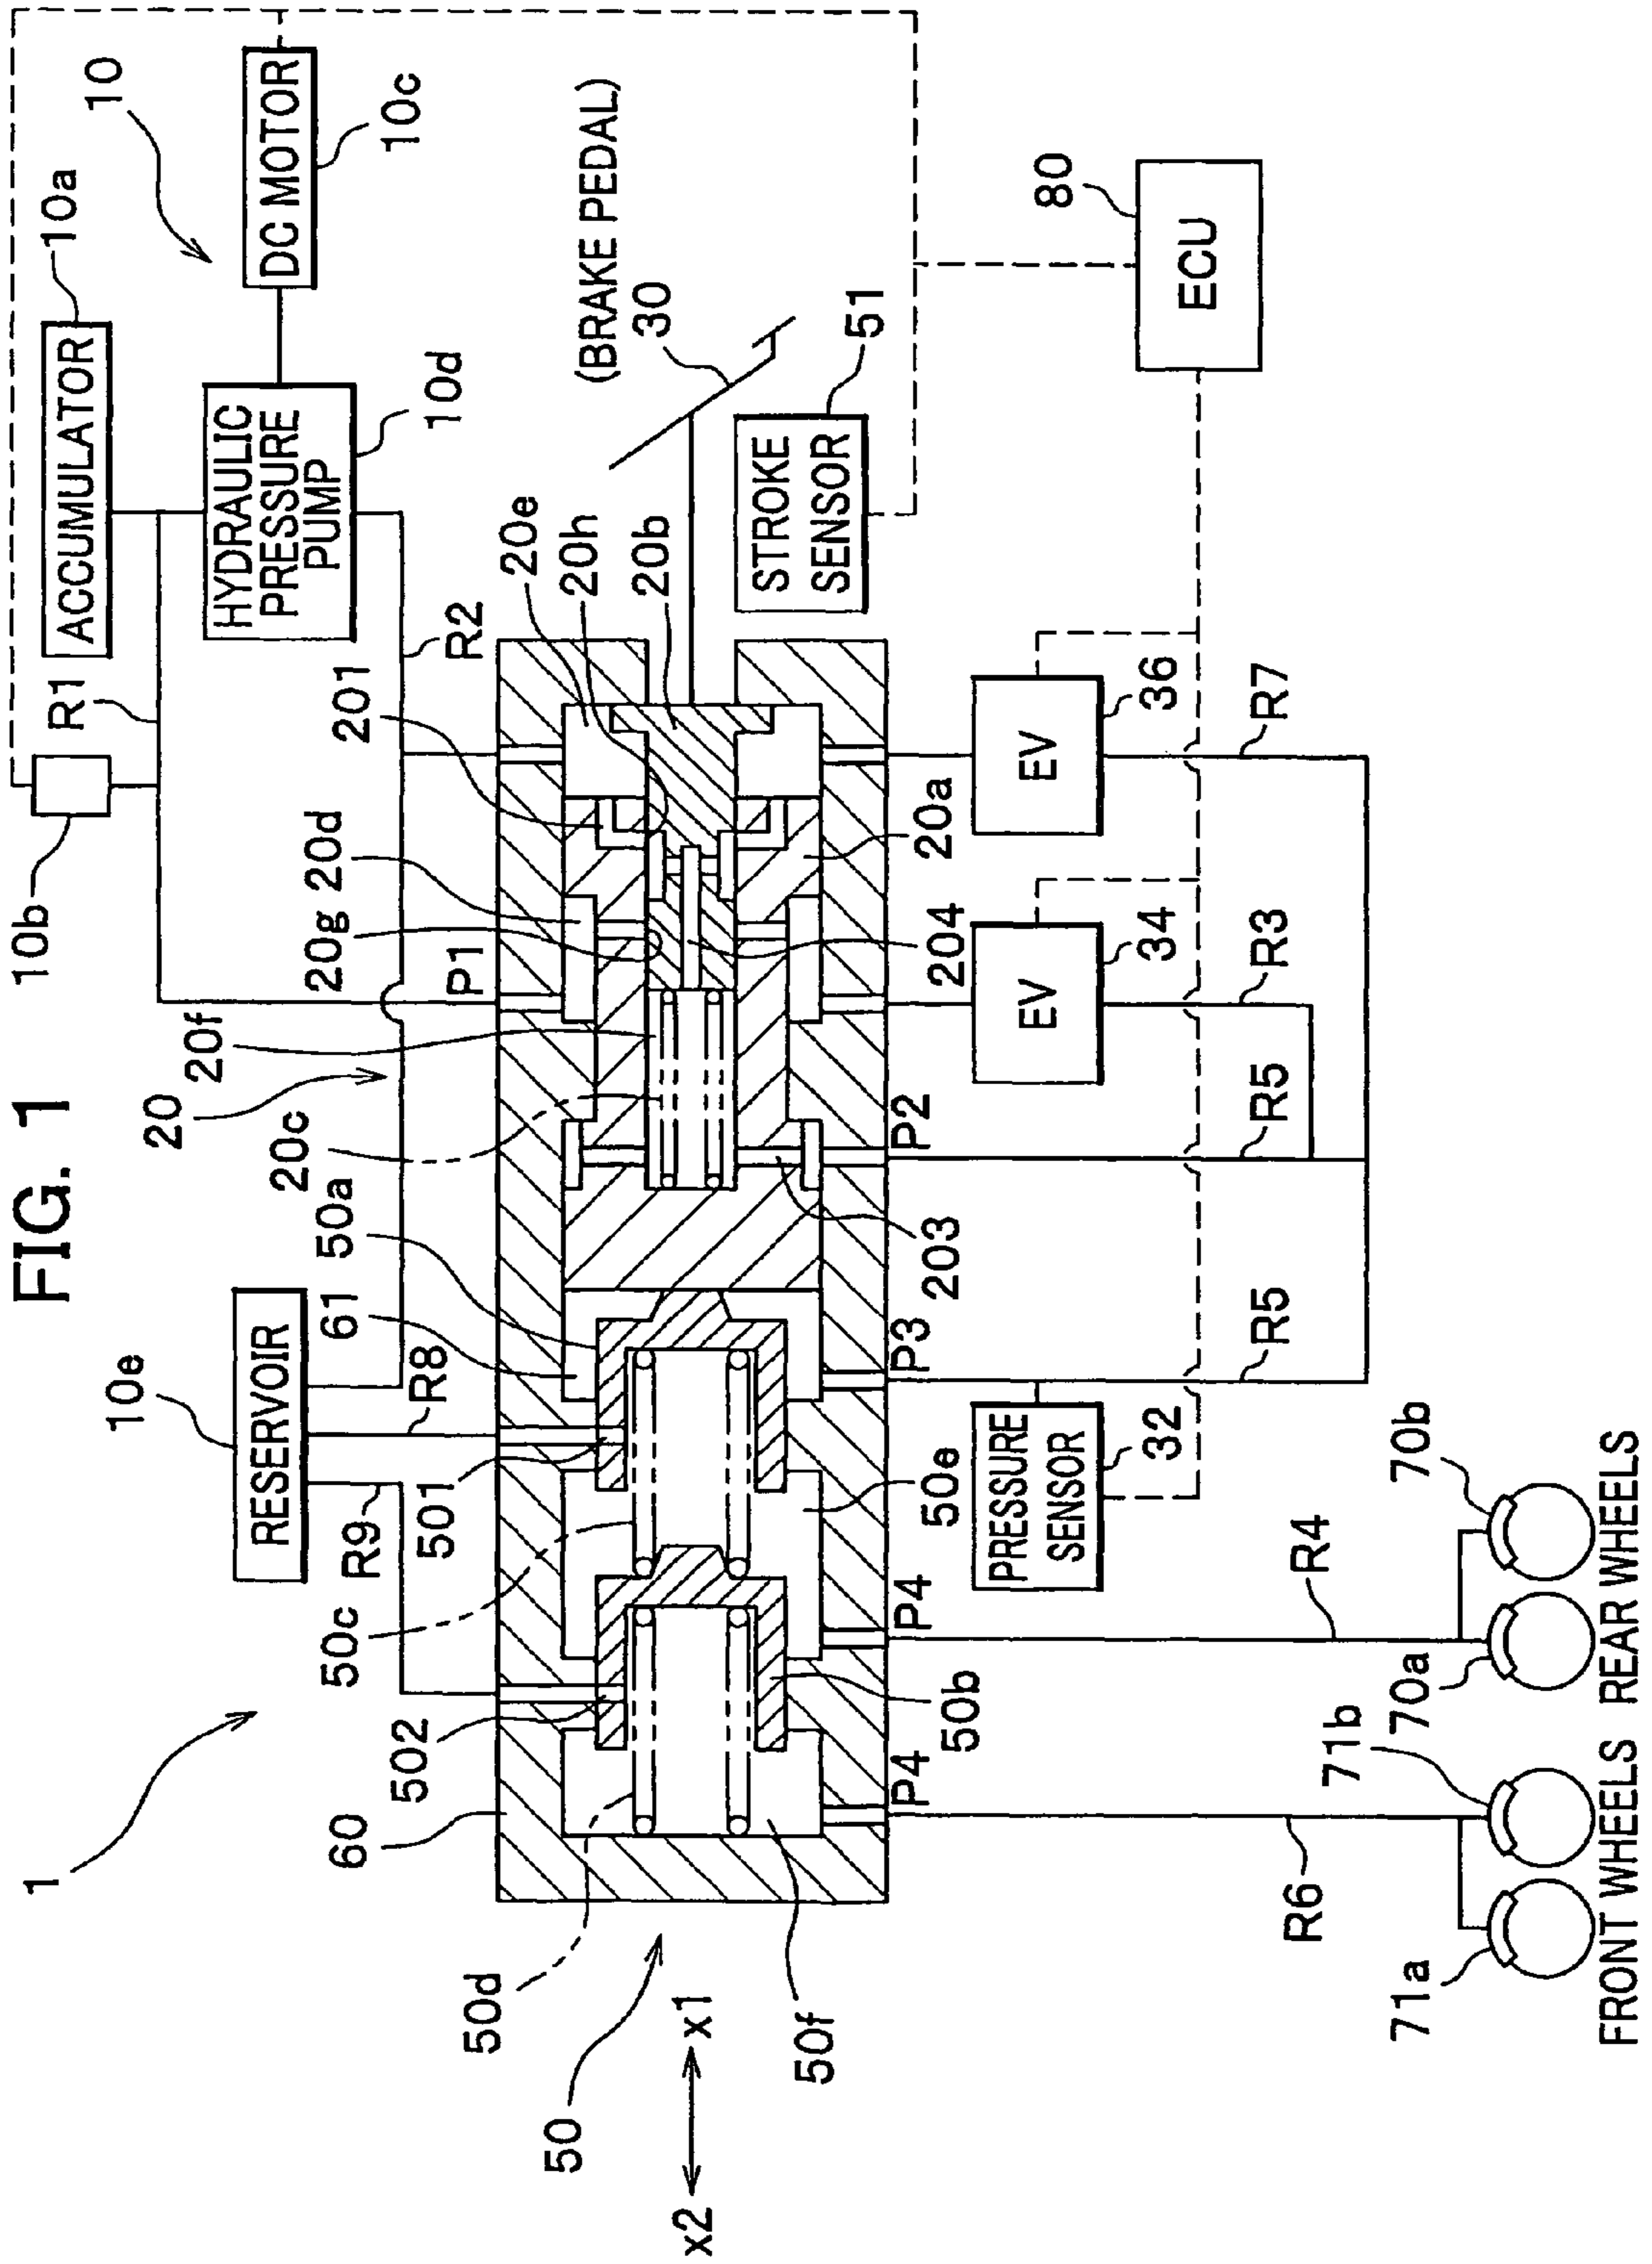 FIG. 1
1
10
10a
ACCUMULATOR
10b
R1
DC MOTOR
10c
HYDRAULIC
PRESSURE
PUMP
10d
R2
10e
RESERVOIR
R8
R9
(BRAKE PEDAL)
30
STROKE
SENSOR
51
80
ECU
20
20f
20c
P1
20g
20d
201
20e
20h
20b
20a
204
203
P2
50a
61
501
50c
502
60
50d
50
50f
50b
50e
P3
P4
P4
EV
36
R7
EV
34
R3
R5
R5
PRESSURE
SENSOR
32
R4
R6
70b
70a
REAR WHEELS
71b
71a
FRONT WHEELS
x2
x1